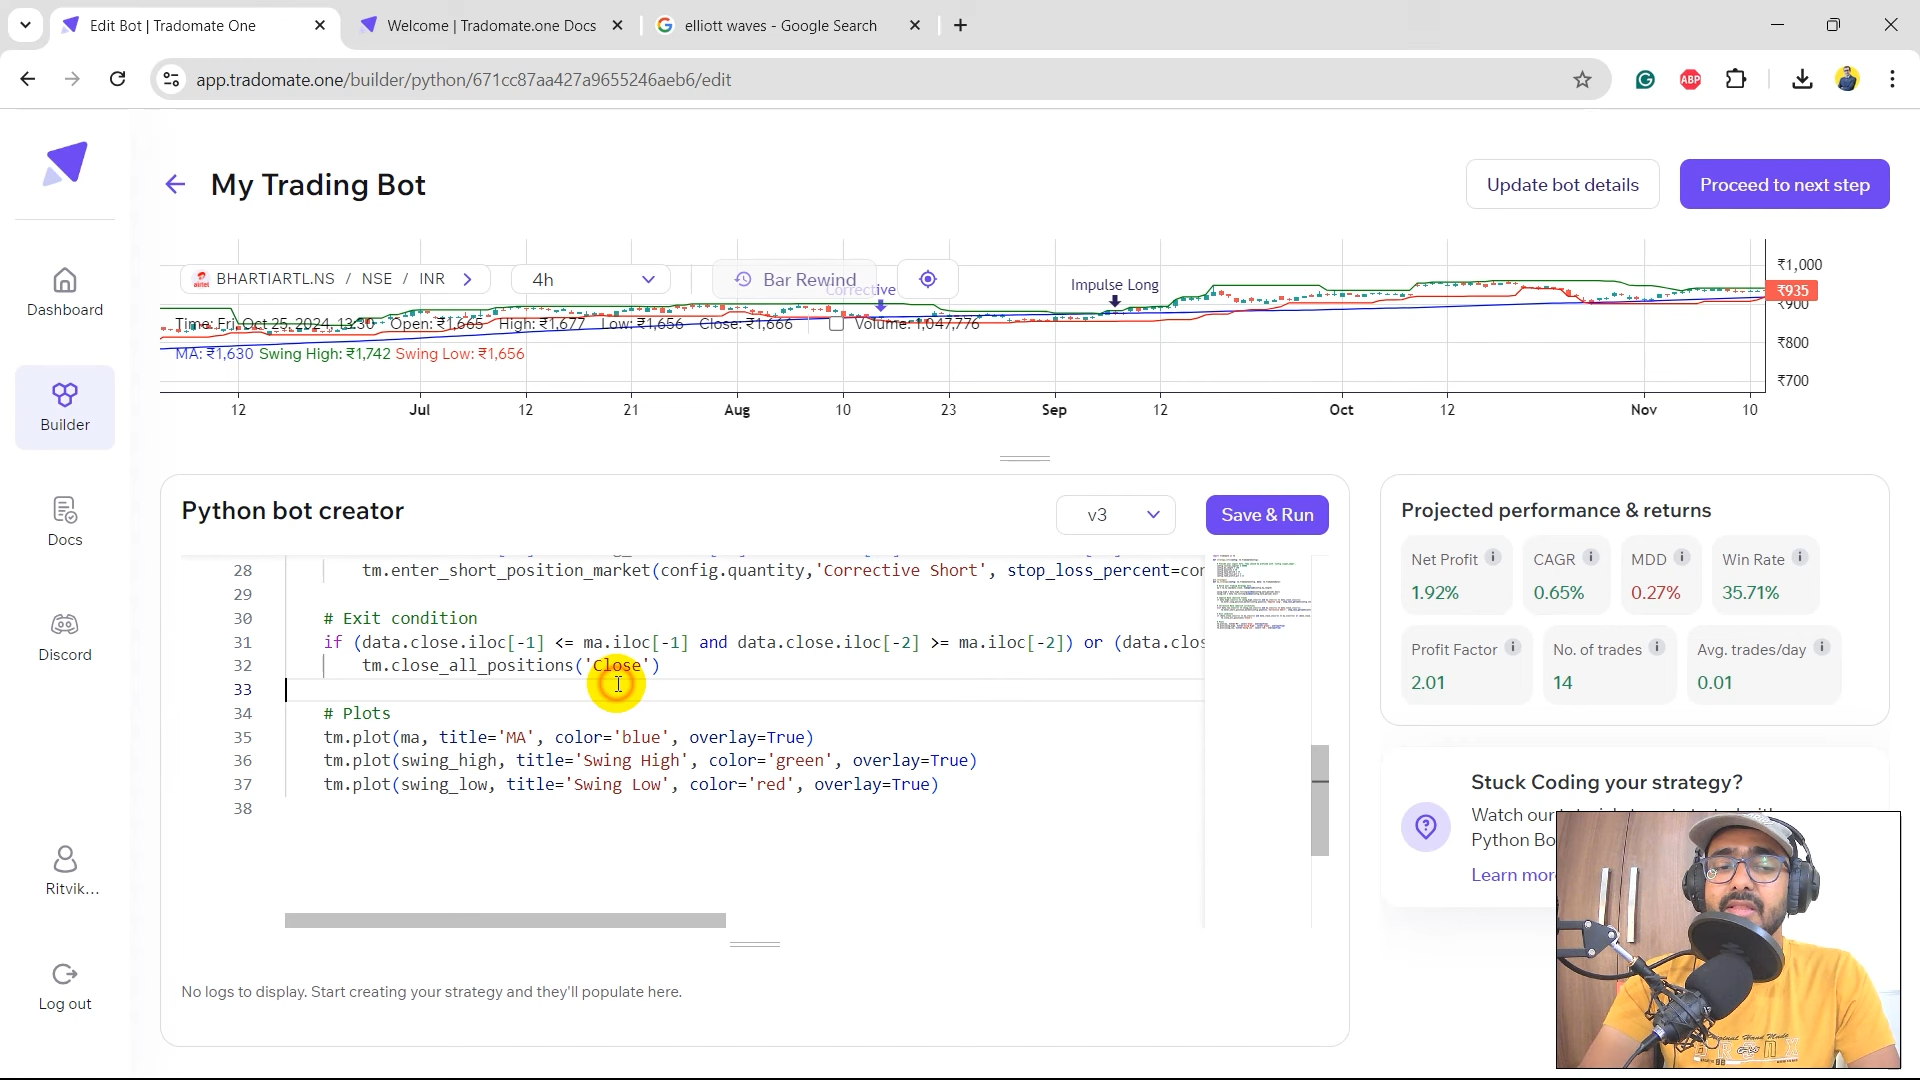 Edit Bot | Tradomate One
Welcome | Tradomate.one Docs
elliott waves - Google Search
app.tradomate.one/builder/python/671cc87aa427a9655246aeb6/edit
ABP
My Trading Bot
Update bot details
Proceed to next step
Dashboard
Builder
Docs
Discord
Ritvik...
Log out
airtel
BHARTIARTL.NS / NSE / INR
4h
Bar Rewind
Corrective
Impulse Long
Time: Fri, Oct 25, 2024, 13:30 Open: ₹1,665 High: ₹1,677 Low: ₹1,656 Close: ₹1,666 Volume: 1,047,776
MA: ₹1,630 Swing High: ₹1,742 Swing Low: ₹1,656
₹1,000
₹935
₹900
₹800
₹700
12 Jul 12 21 Aug 10 23 Sep 12 Oct 12 Nov 10
Python bot creator
v3
Save & Run
28 tm.enter_short_position_market(config.quantity,'Corrective Short', stop_loss_percent=cor
29
30 # Exit condition
31 if (data.close.iloc[-1] <= ma.iloc[-1] and data.close.iloc[-2] >= ma.iloc[-2]) or (data.clos
32 tm.close_all_positions('Close')
33
34 # Plots
35 tm.plot(ma, title='MA', color='blue', overlay=True)
36 tm.plot(swing_high, title='Swing High', color='green', overlay=True)
37 tm.plot(swing_low, title='Swing Low', color='red', overlay=True)
38
No logs to display. Start creating your strategy and they'll populate here.
Projected performance & returns
Net Profit
1.92%
CAGR
0.65%
MDD
0.27%
Win Rate
35.71%
Profit Factor
2.01
No. of trades
14
Avg. trades/day
0.01
Stuck Coding your strategy?
Watch our
Python Bo
Learn mor